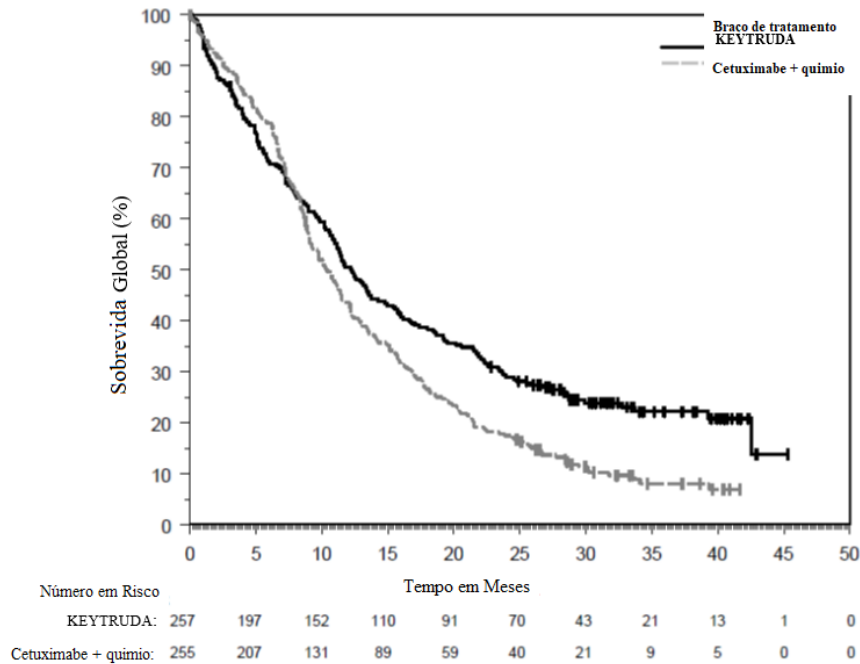 Braço de tratamento
KEYTRUDA
Cetuximabe + quimio
Sobrevida Global (%)
100
90
80
70
60
50
40
30
20
10
0
0 5 10 15 20 25 30 35 40 45 50
Tempo em Meses
Número em Risco
KEYTRUDA: 257 197 152 110 91 70 43 21 13 1 0
Cetuximabe + quimio: 255 207 131 89 59 40 21 9 5 0 0